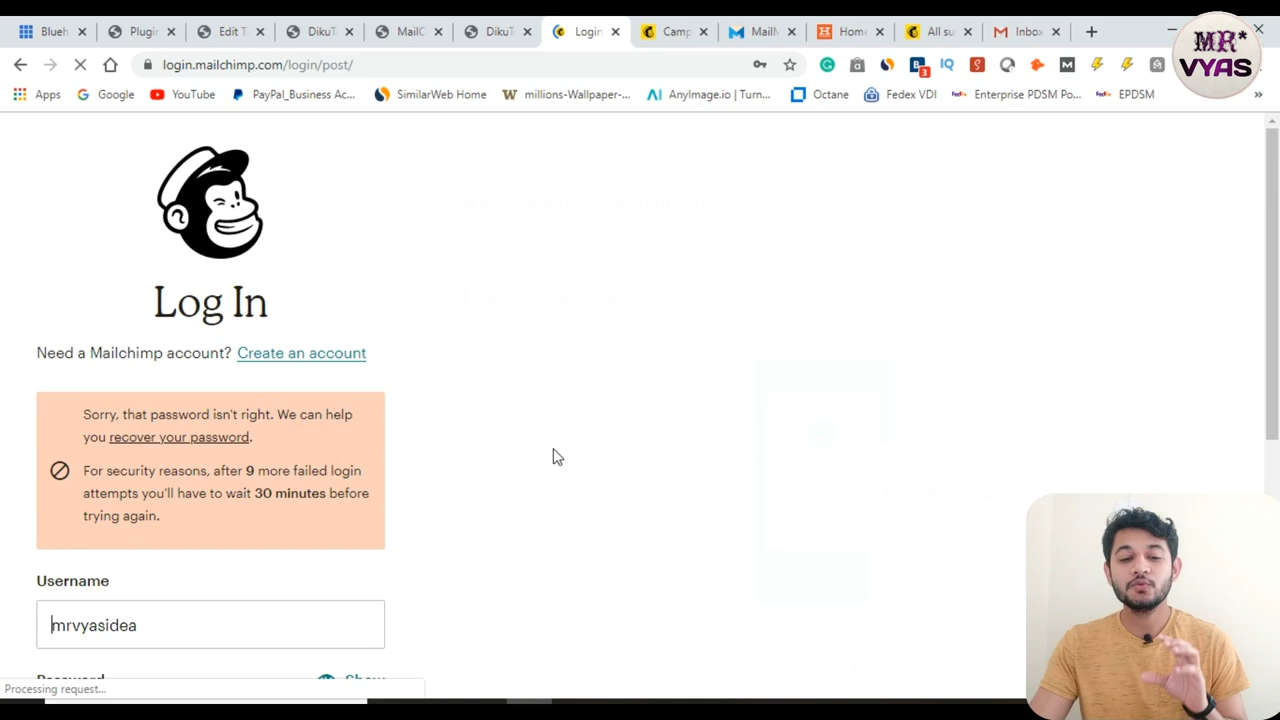 Blueh
Plugin
Edit T
DikuT
MailC
DikuT
Login
Camp
MailM
Home
All su
Inbox
login.mailchimp.com/login/post/
3
Apps
Google
YouTube
PayPal_Business Ac...
SimilarWeb Home
millions-Wallpaper-...
AnyImage.io | Turn...
Octane
Fedex VDI
Enterprise PDSM Po...
EPDSM
MR*
VYAS
Log In
Need a Mailchimp account? Create an account
Sorry, that password isn't right. We can help
you recover your password.
For security reasons, after 9 more failed login
attempts you'll have to wait 30 minutes before
trying again.
Username
mrvyasidea
Password
Show
Processing request...